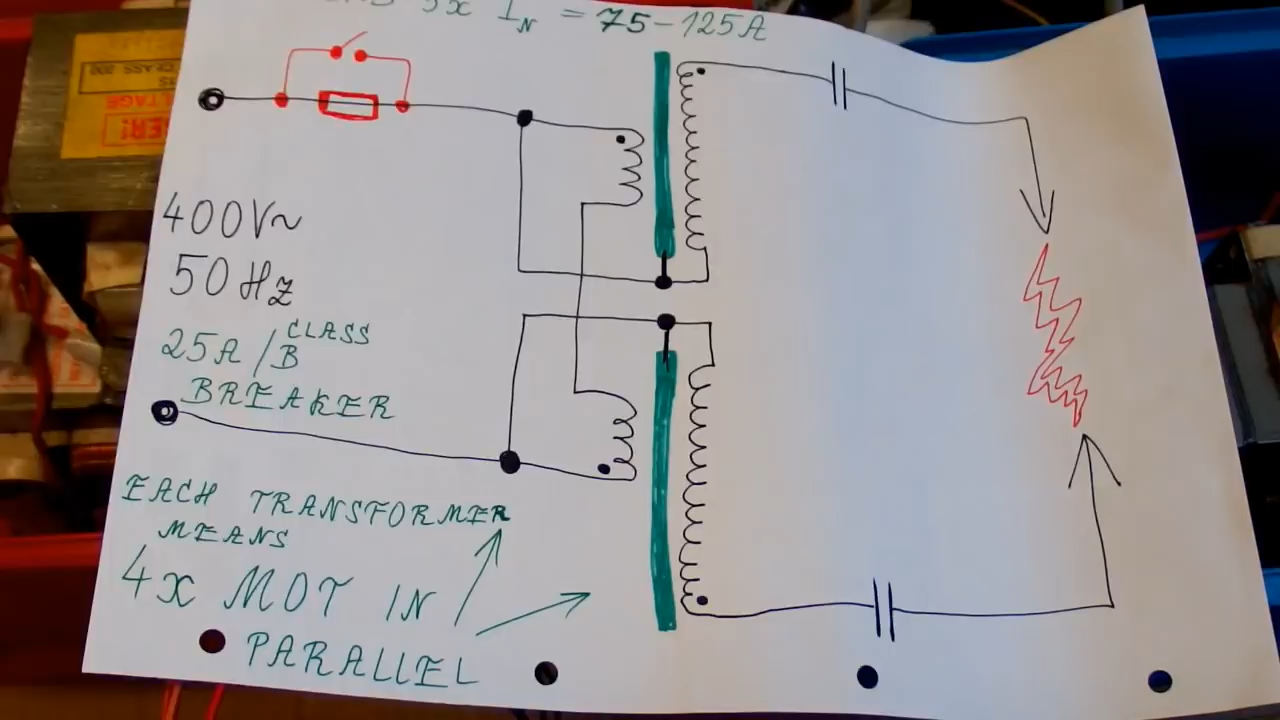 5x I_N = 75-125A
400V~
50Hz
25A/CLASS B
BREAKER
EACH TRANSFORMER
MEANS
4x MOT IN
PARALLEL